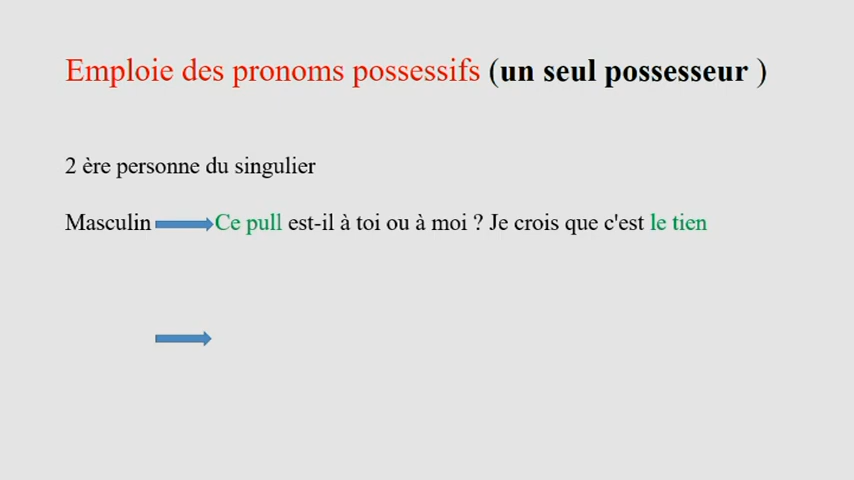 Emploie des pronoms possessifs (un seul possesseur )
2 ère personne du singulier
Masculin Ce pull est-il à toi ou à moi ? Je crois que c'est le tien